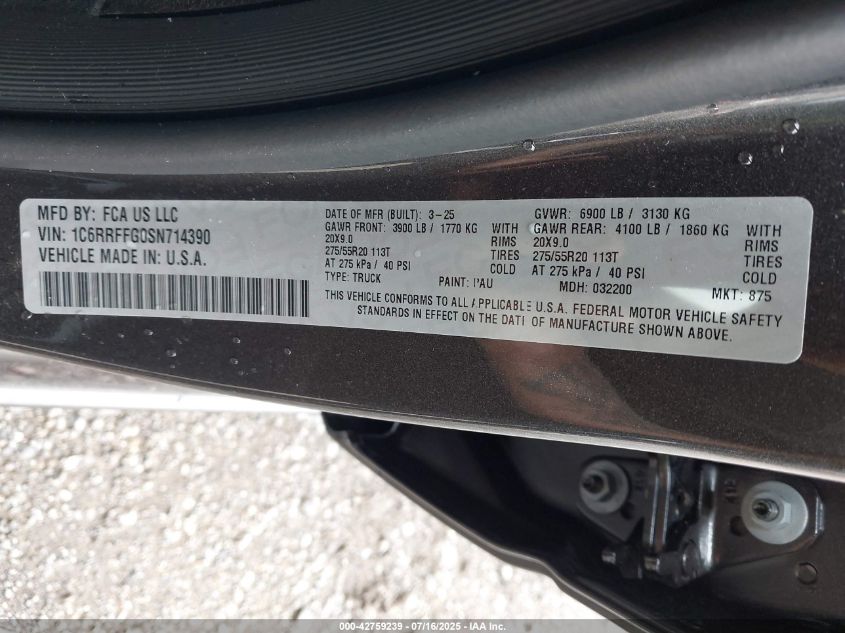 MFD BY: FCA US LLC
VIN: 1C6RRFFG0SN714390
VEHICLE MADE IN: U.S.A.
DATE OF MFR (BUILT): 3-25
GAWR FRONT: 3900 LB / 1770 KG WITH
20X9.0 RIMS
275/55R20 113T TIRES
AT 275 kPa / 40 PSI COLD
TYPE: TRUCK PAINT: PAU
GVWR: 6900 LB / 3130 KG
GAWR REAR: 4100 LB / 1860 KG WITH
20X9.0 RIMS
275/55R20 113T TIRES
AT 275 kPa / 40 PSI COLD
MDH: 032200 MKT: 875
THIS VEHICLE CONFORMS TO ALL APPLICABLE U.S.A. FEDERAL MOTOR VEHICLE SAFETY
STANDARDS IN EFFECT ON THE DATE OF MANUFACTURE SHOWN ABOVE.
000-42759239 - 07/16/2025 - IAA Inc.